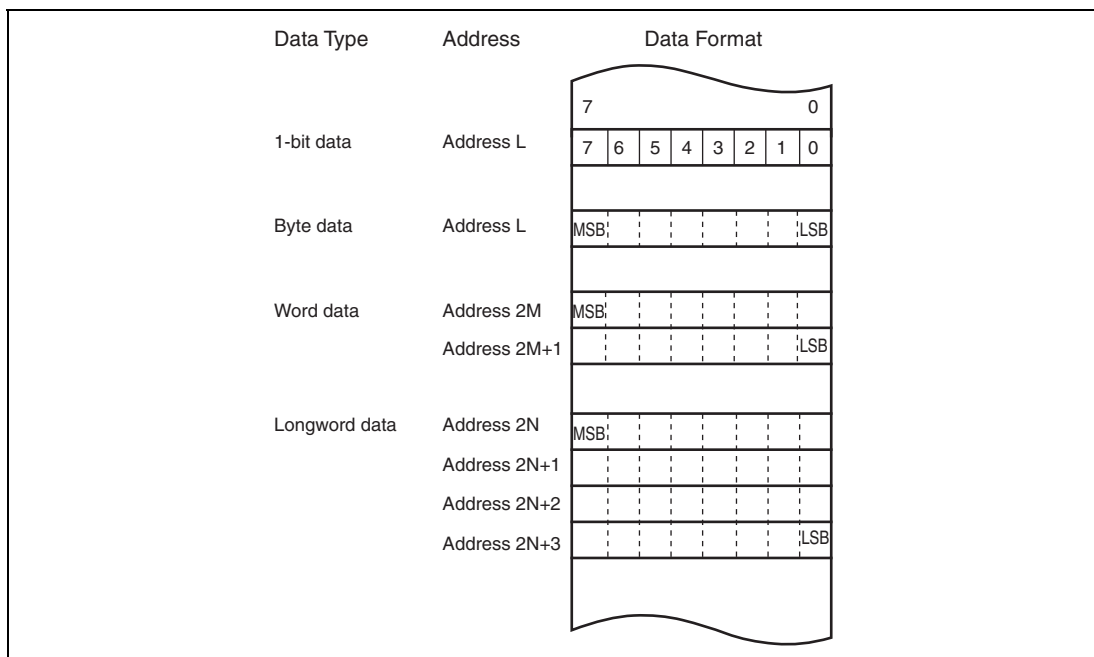 Data Type Address Data Format
7 0
1-bit data Address L 7 6 5 4 3 2 1 0
Byte data Address L MSB LSB
Word data Address 2M MSB
Address 2M+1 LSB
Longword data Address 2N MSB
Address 2N+1
Address 2N+2
Address 2N+3 LSB